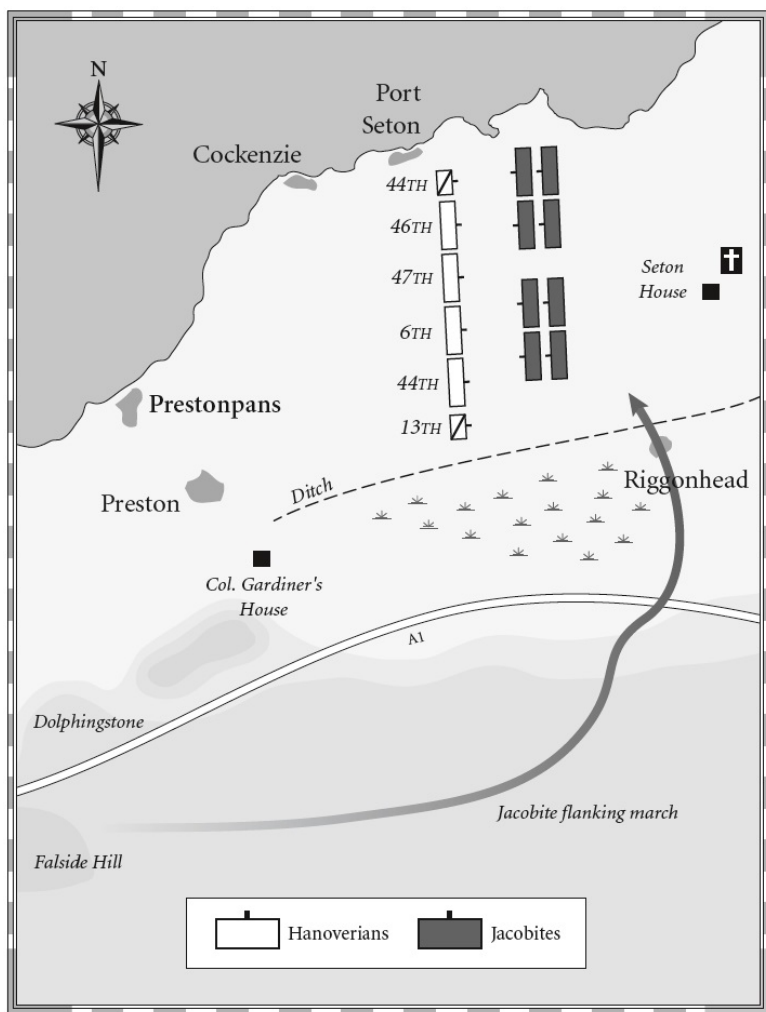 N
Port
Seton
Cockenzie
44TH
46TH
47TH
Seton
House
6TH
44TH
Prestonpans
13TH
Riggonhead
Ditch
Preston
Col. Gardiner's
House
A1
Dolphingstone
Jacobite flanking march
Falside Hill
Hanoverians
Jacobites